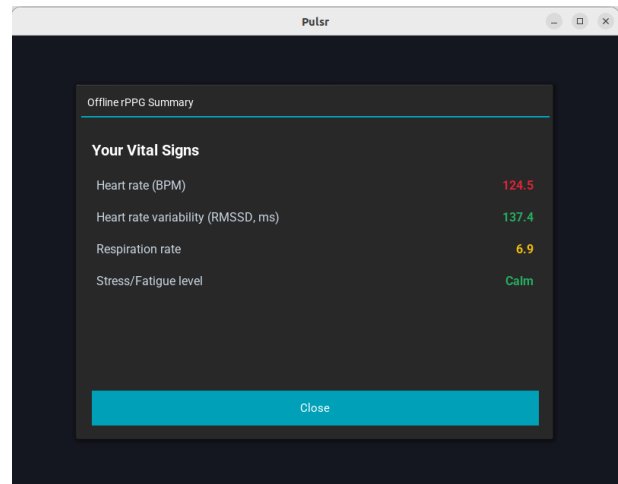 Pulsr
Offline rPPG Summary
Your Vital Signs
Heart rate (BPM) 124.5
Heart rate variability (RMSSD, ms) 137.4
Respiration rate 6.9
Stress/Fatigue level Calm
Close